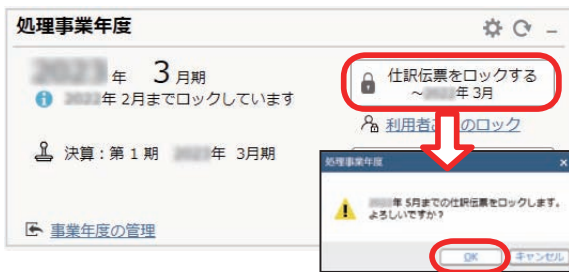 処理事業年度
年 3 月期
年 2月までロックしています
決算：第 1 期 年 3月期
事業年度の管理
仕訳伝票をロックする
～ 年 3月
利用者ご のロック
処理事業年度
年 5月までの仕訳伝票をロックします。
よろしいですか？
OK キャンセル